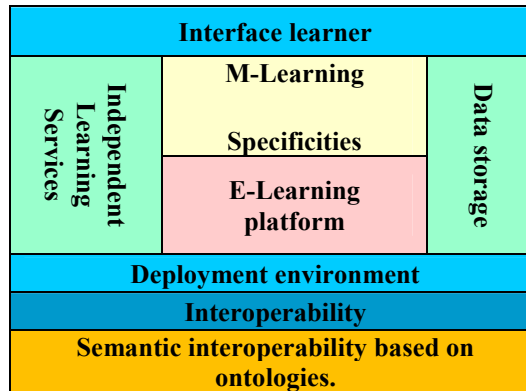 Interface learner
Independent
Learning
Services
M-Learning
Specificities
E-Learning
platform
Data storage
Deployment environment
Interoperability
Semantic interoperability based on
ontologies.